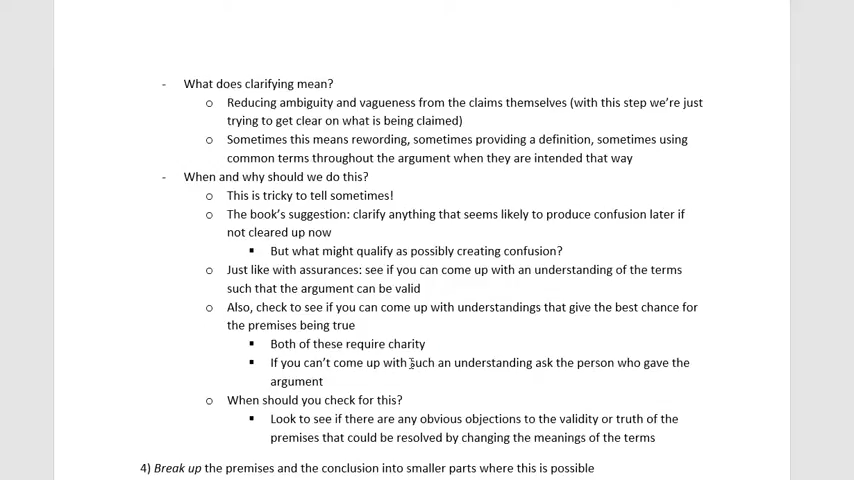 - What does clarifying mean?
o Reducing ambiguity and vagueness from the claims themselves (with this step we're just
trying to get clear on what is being claimed)
o Sometimes this means rewording, sometimes providing a definition, sometimes using
common terms throughout the argument when they are intended that way
- When and why should we do this?
o This is tricky to tell sometimes!
o The book's suggestion: clarify anything that seems likely to produce confusion later if
not cleared up now
▪ But what might qualify as possibly creating confusion?
o Just like with assurances: see if you can come up with an understanding of the terms
such that the argument can be valid
o Also, check to see if you can come up with understandings that give the best chance for
the premises being true
▪ Both of these require charity
▪ If you can't come up with such an understanding ask the person who gave the
argument
o When should you check for this?
▪ Look to see if there are any obvious objections to the validity or truth of the
premises that could be resolved by changing the meanings of the terms
4) Break up the premises and the conclusion into smaller parts where this is possible